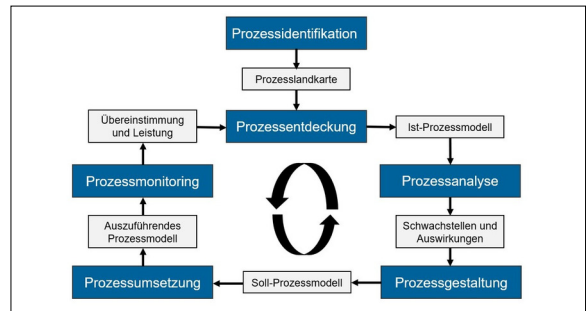 Prozessidentifikation
Prozesslandkarte
Prozessentdeckung
Ist-Prozessmodell
Prozessanalyse
Schwachstellen und
Auswirkungen
Prozessgestaltung
Soll-Prozessmodell
Prozessumsetzung
Auszuführendes
Prozessmodell
Prozessmonitoring
Übereinstimmung
und Leistung